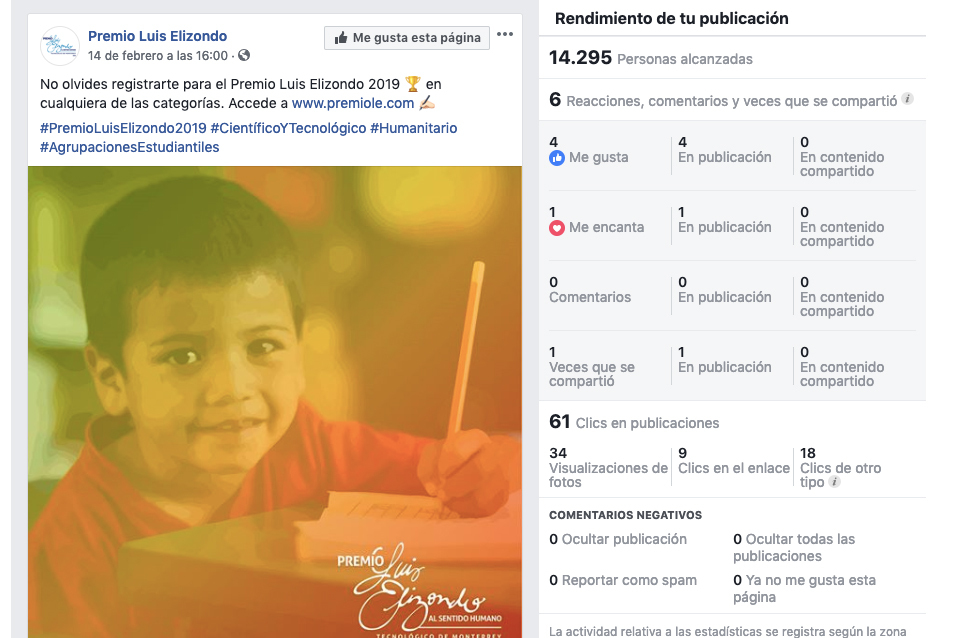 Premio Luis Elizondo
14 de febrero a las 16:00 ·
Me gusta esta página
No olvides registrarte para el Premio Luis Elizondo 2019 🏆 en
cualquiera de las categorías. Accede a www.premiole.com ✍🏻
#PremioLuisElizondo2019 #CientíficoYTecnológico #Humanitario
#AgrupacionesEstudiantiles
PREMIO Luis
Elizondo
AL SENTIDO HUMANO
TECNOLÓGICO DE MONTERREY
Rendimiento de tu publicación
14.295 Personas alcanzadas
6 Reacciones, comentarios y veces que se compartió
4 Me gusta
4 En publicación
0 En contenido compartido
1 Me encanta
1 En publicación
0 En contenido compartido
0 Comentarios
0 En publicación
0 En contenido compartido
1 Veces que se compartió
1 En publicación
0 En contenido compartido
61 Clics en publicaciones
34 Visualizaciones de fotos
9 Clics en el enlace
18 Clics de otro tipo
COMENTARIOS NEGATIVOS
0 Ocultar publicación
0 Ocultar todas las publicaciones
0 Reportar como spam
0 Ya no me gusta esta página
La actividad relativa a las estadísticas se registra según la zona